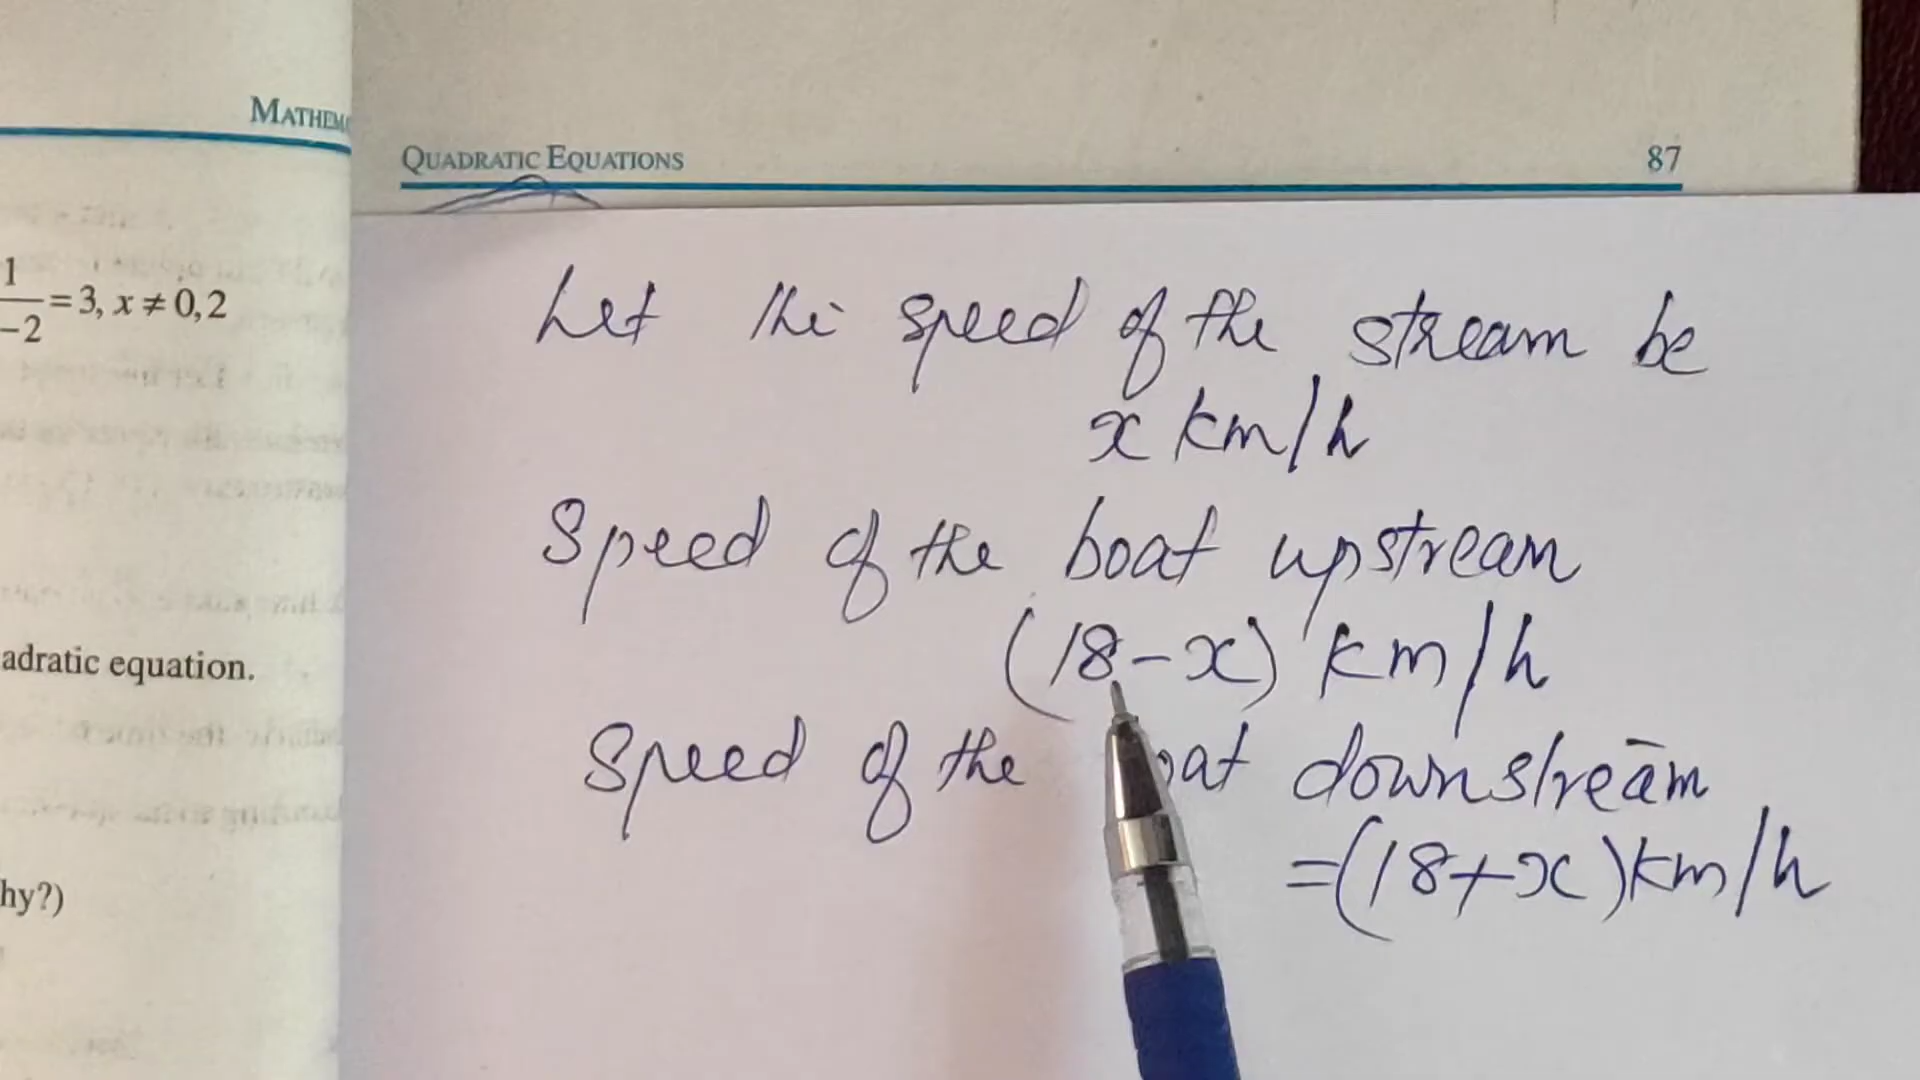 MATHEM
QUADRATIC EQUATIONS 87
1
-2 = 3, x ≠ 0, 2
adratic equation.
hy?)
Let the speed of the stream be
x km/h
Speed of the boat upstream
(18-x) km/h
Speed of the oat downstream
=(18+x)km/h